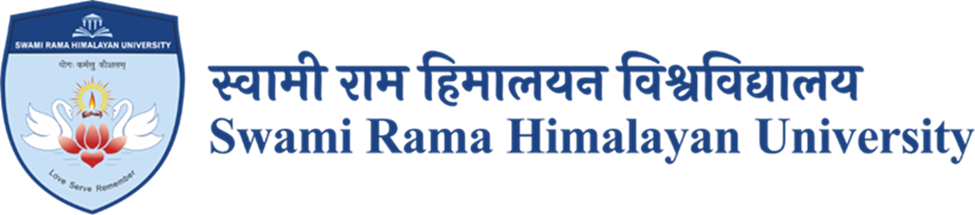 SWAMI RAMA HIMALAYAN UNIVERSITY
योगः कर्मसु कौशलम्
Love Serve Remember
स्वामी राम हिमालयन विश्वविद्यालय
Swami Rama Himalayan University